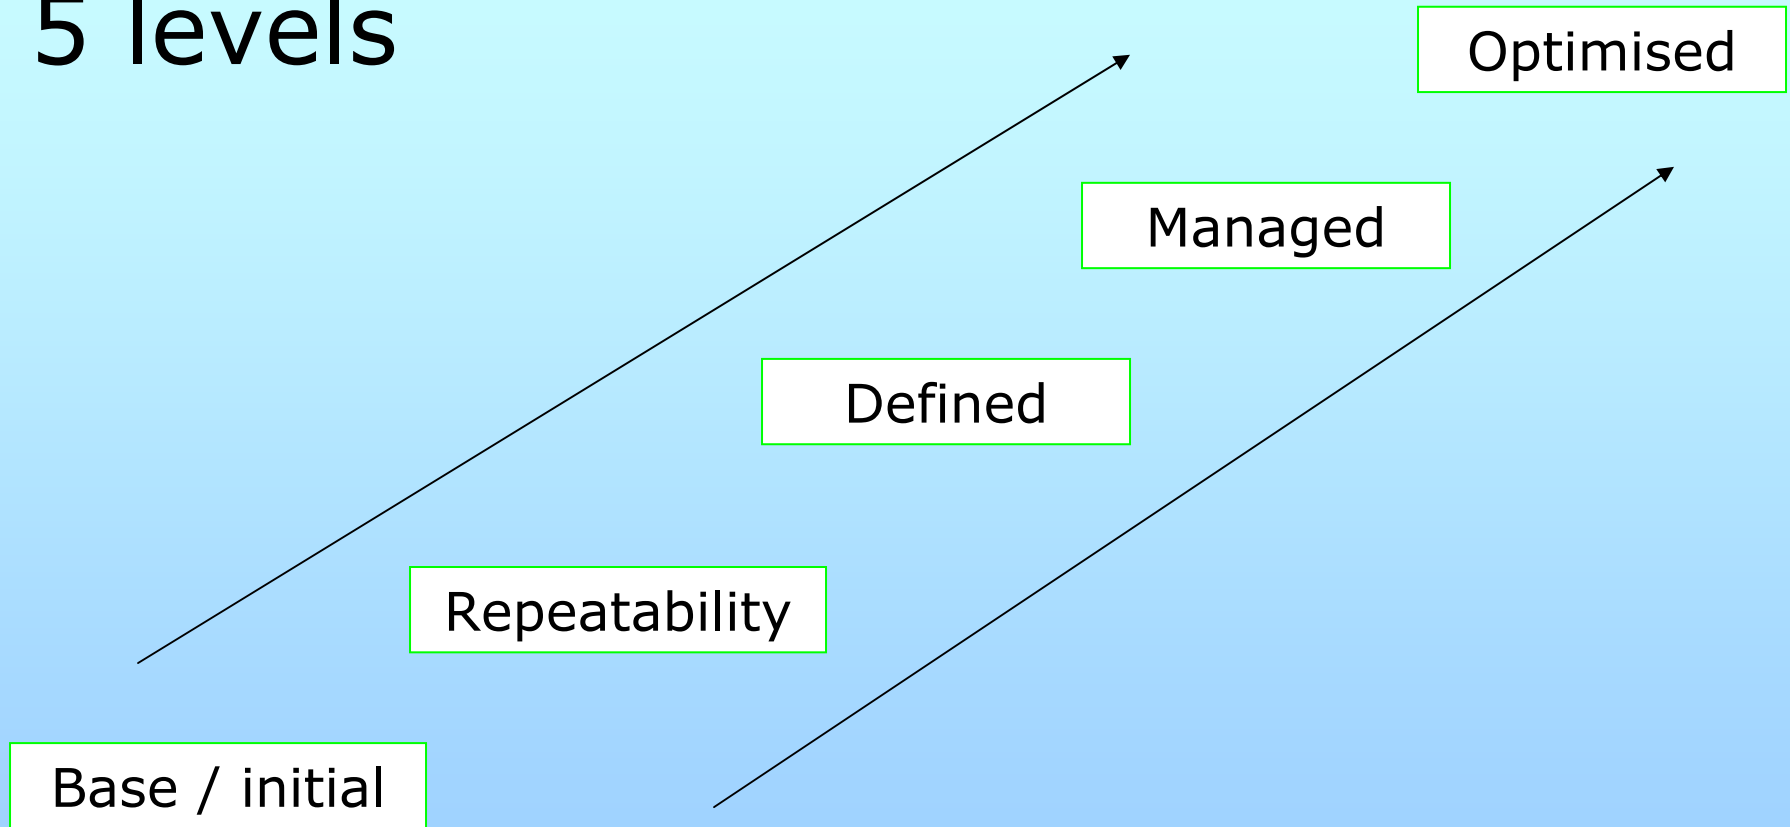 5 levels
Optimised
Managed
Defined
Repeatability
Base / initial